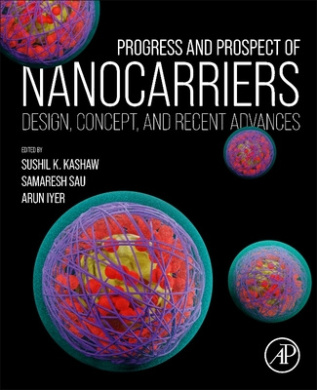 PROGRESS AND PROSPECT OF
NANOCARRIERS
DESIGN, CONCEPT, AND RECENT ADVANCES
EDITED BY
SUSHIL K. KASHAW
SAMARESH SAU
ARUN IYER
AP